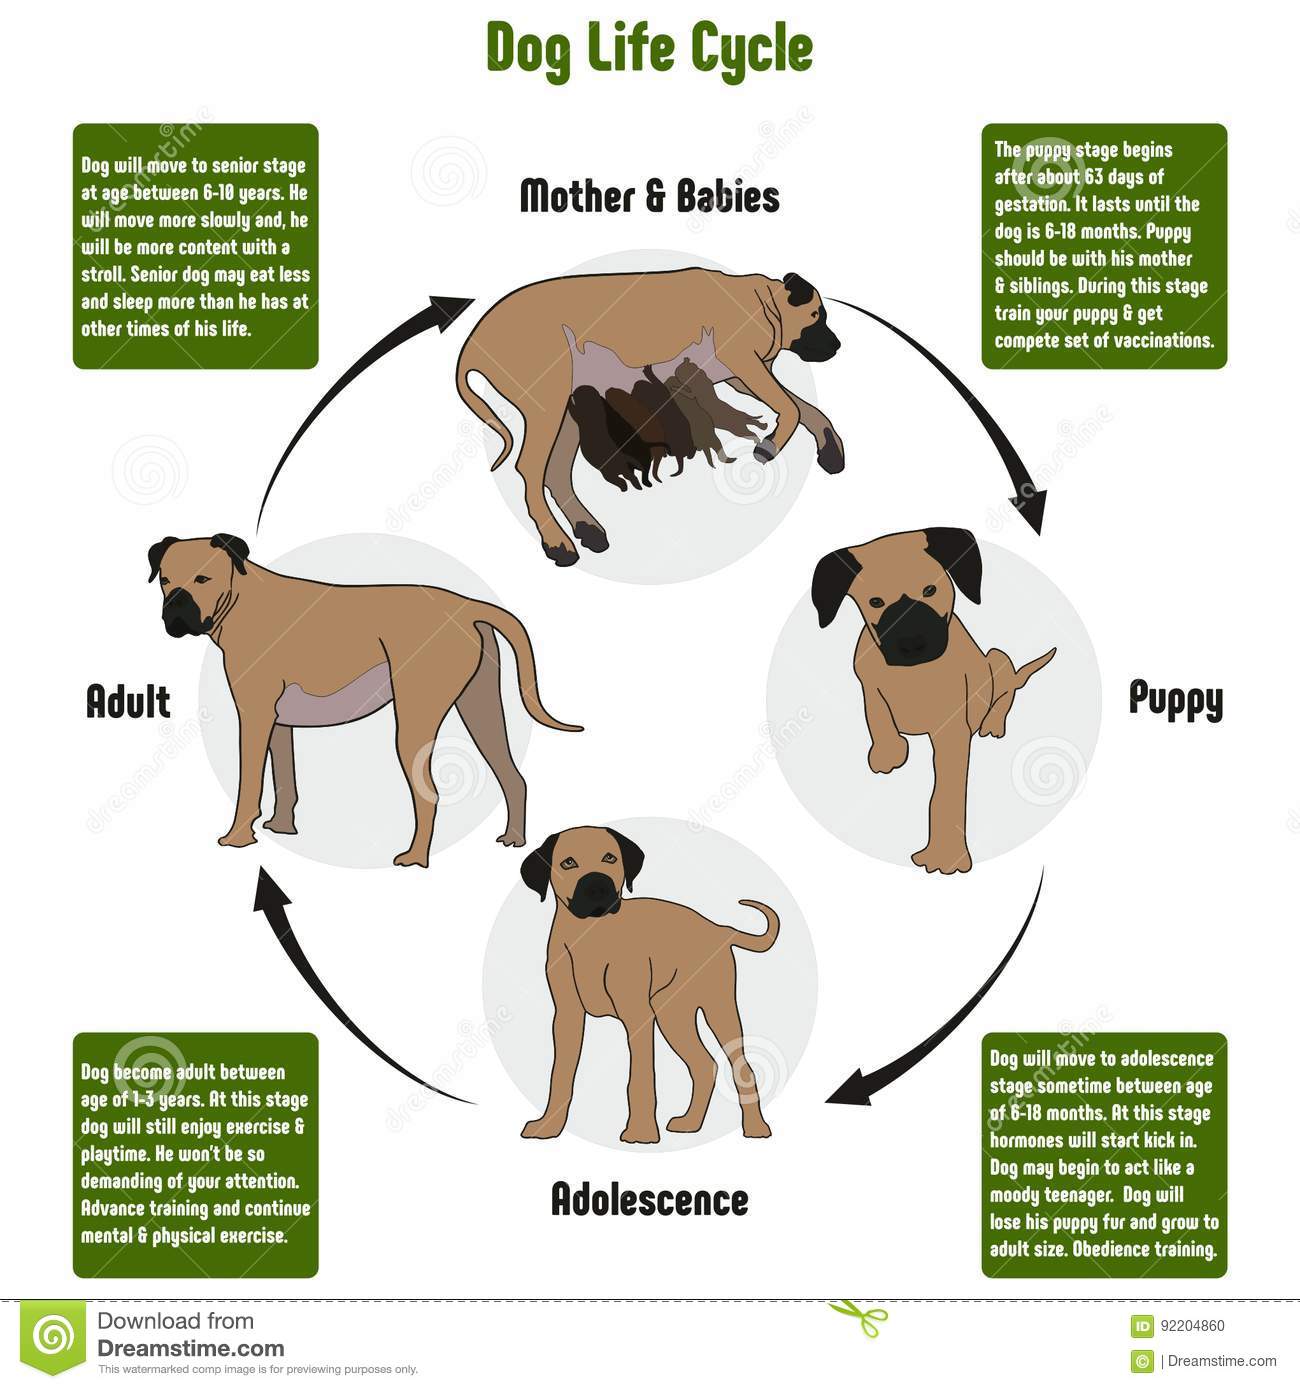 Dog Life Cycle
Dog will move to senior stage
at age between 6-10 years. He
will move more slowly and, he
will be more content with a
stroll. Senior dog may eat less
and sleep more than he has at
other times of his life.
Mother & Babies
The puppy stage begins
after about 63 days of
gestation. It lasts until the
dog is 6-18 months. Puppy
should be with his mother
& siblings. During this stage
train your puppy & get
compete set of vaccinations.
Adult
Puppy
Dog become adult between
age of 1-3 years. At this stage
dog will still enjoy exercise &
playtime. He won't be so
demanding of your attention.
Advance training and continue
mental & physical exercise.
Adolescence
Dog will move to adolescence
stage sometime between age
of 6-18 months. At this stage
hormones will start kick in.
Dog may begin to act like a
moody teenager. Dog will
lose his puppy fur and grow to
adult size. Obedience training.
dreamstime
dreamstime
dreamstime
dreamstime
dreamstime
dreamstime
dreamstime
dreamstime
Download from
Dreamstime.com
This watermarked comp image is for previewing purposes only.
ID 92204860
© | Dreamstime.com